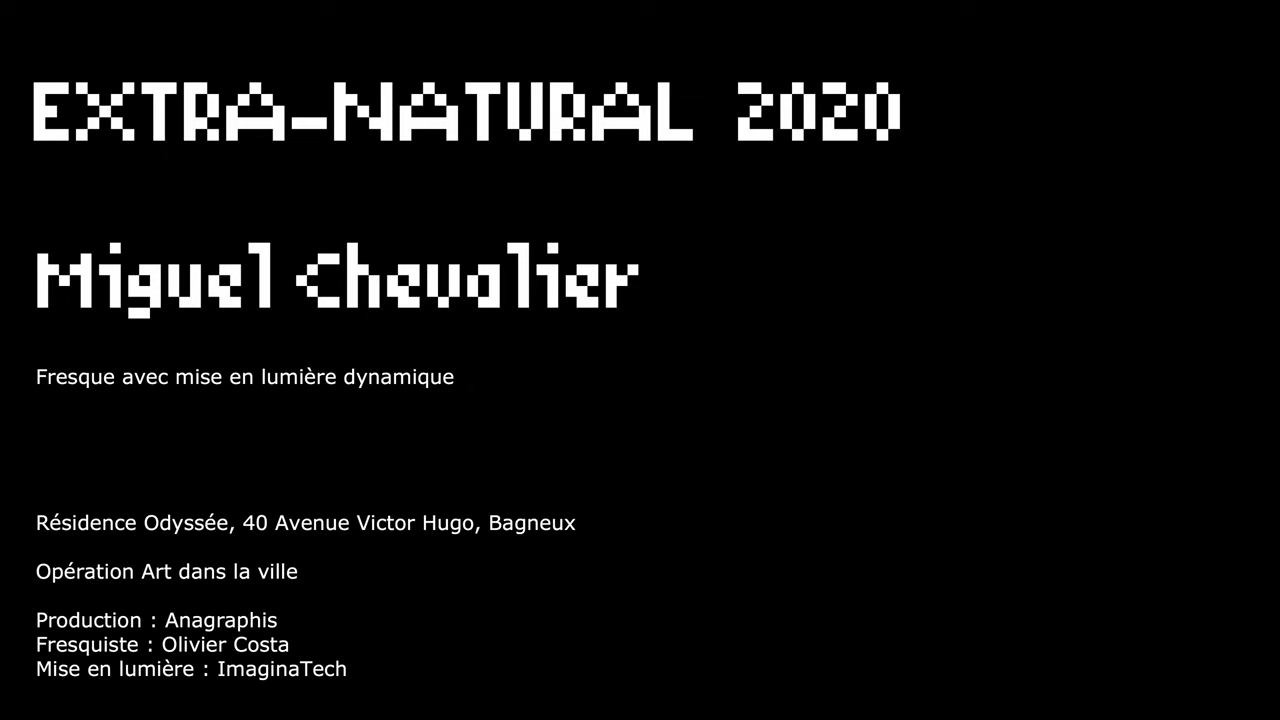 EXTRA-NATURAL 2020
Miguel Chevalier
Fresque avec mise en lumière dynamique
Résidence Odyssée, 40 Avenue Victor Hugo, Bagneux
Opération Art dans la ville
Production : Anagraphis
Fresquiste : Olivier Costa
Mise en lumière : ImaginaTech